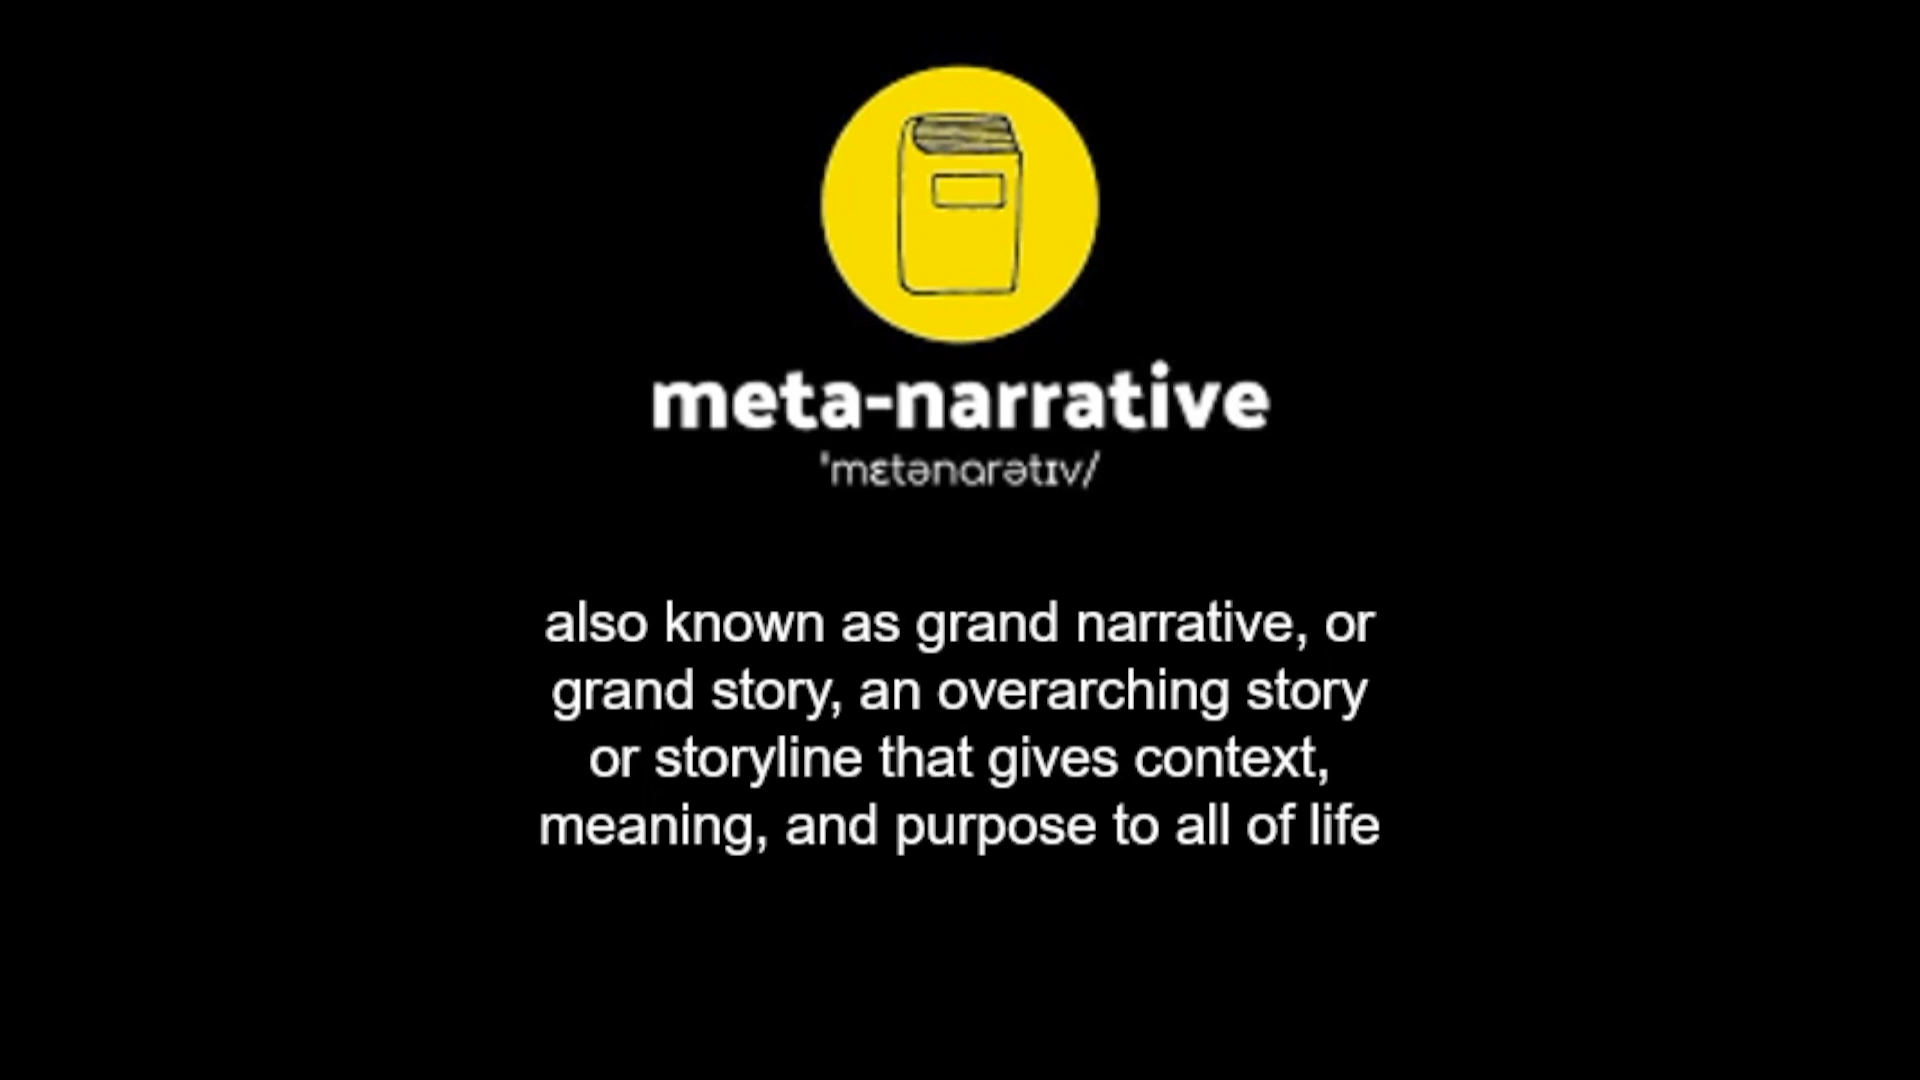 meta-narrative
'mɛtənɑrətɪv/
also known as grand narrative, or
grand story, an overarching story
or storyline that gives context,
meaning, and purpose to all of life